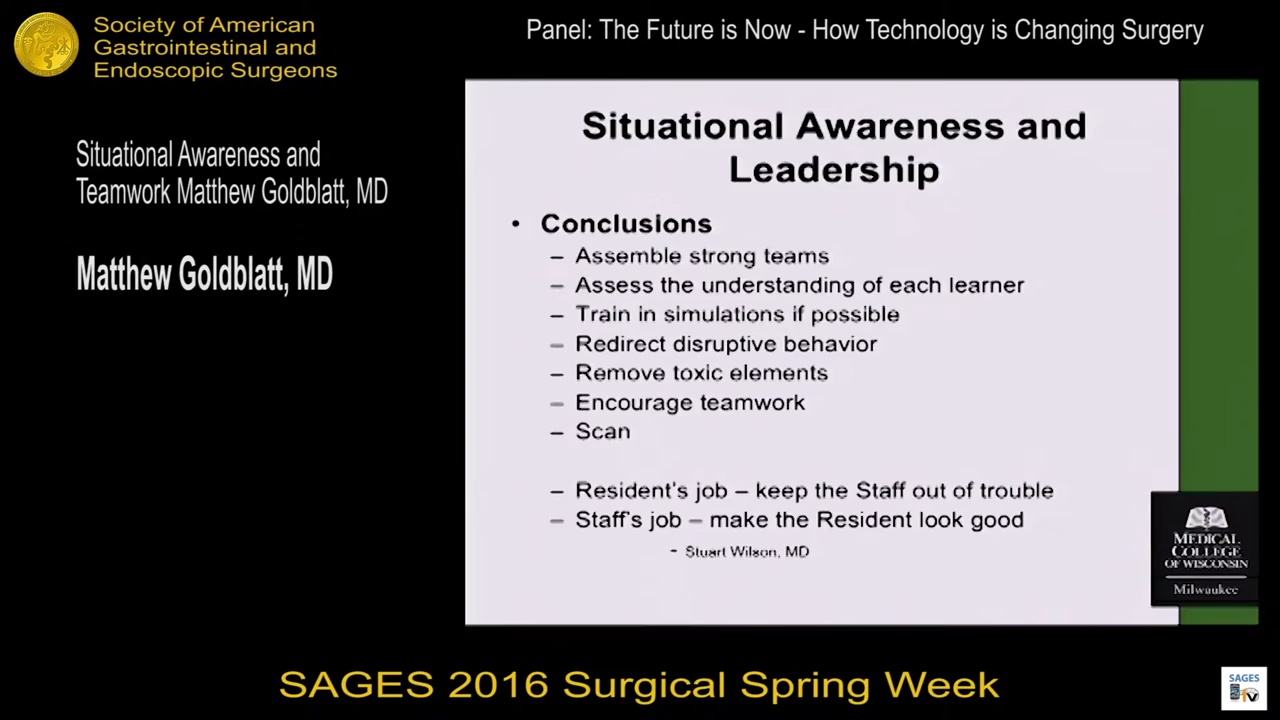 Society of American
Gastrointestinal and
Endoscopic Surgeons
Panel: The Future is Now - How Technology is Changing Surgery
Situational Awareness and
Teamwork Matthew Goldblatt, MD
Matthew Goldblatt, MD
Situational Awareness and
Leadership
• Conclusions
– Assemble strong teams
– Assess the understanding of each learner
– Train in simulations if possible
– Redirect disruptive behavior
– Remove toxic elements
– Encourage teamwork
– Scan
– Resident's job – keep the Staff out of trouble
– Staff's job – make the Resident look good
- Stuart Wilson, MD
MEDICAL
COLLEGE
OF WISCONSIN
Milwaukee
SAGES 2016 Surgical Spring Week
SAGES
TV